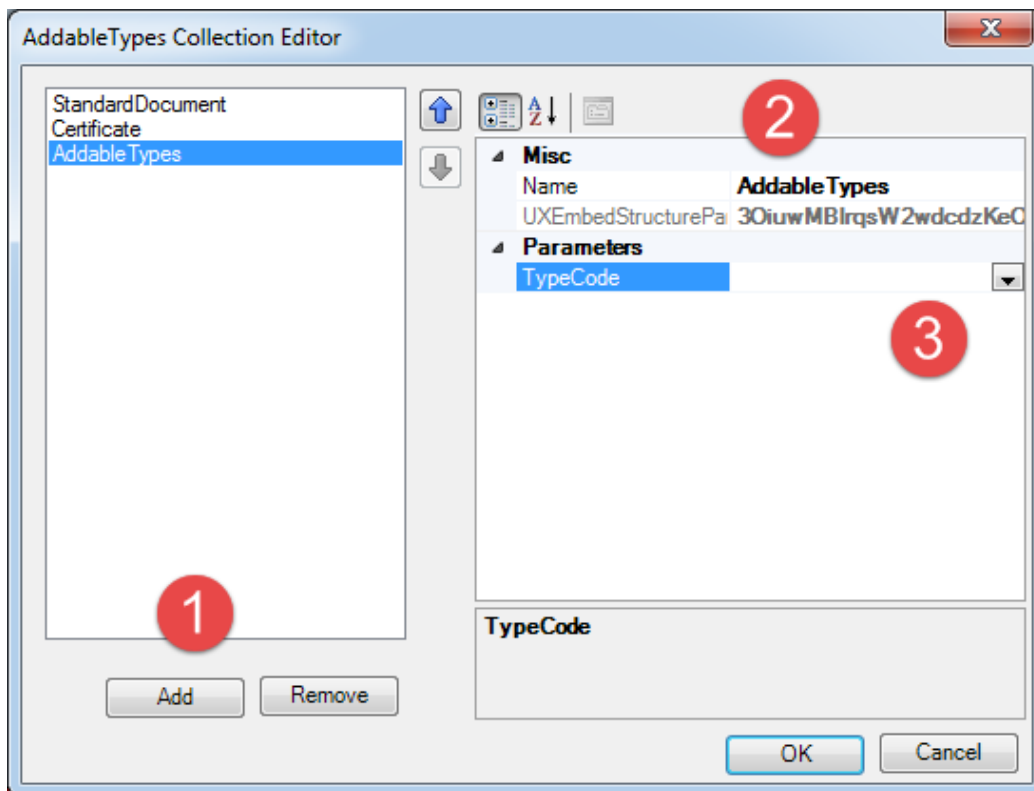 AddableTypes Collection Editor
StandardDocument
Certificate
AddableTypes
2
Misc
Name AddableTypes
UXEmbedStructurePa
Parameters
TypeCode
3
1
TypeCode
Add Remove
OK Cancel